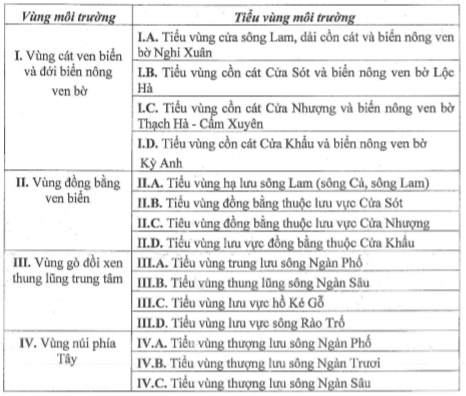 Vùng môi trường
Tiểu vùng môi trường
I. Vùng cát ven biển
và đới biển nông
ven bờ
I.A. Tiểu vùng cửa sông Lam, dải cồn cát và biển nông ven
bờ Nghi Xuân
I.B. Tiểu vùng cồn cát Cửa Sót và biển nông ven bờ Lộc
Hà
I.C. Tiểu vùng cồn cát Cửa Nhượng và biển nông ven bờ
Thạch Hà - Cẩm Xuyên
I.D. Tiểu vùng cồn cát Cửa Khẩu và biển nông ven bờ
Kỳ Anh
II. Vùng đồng bằng
ven biển
II.A. Tiểu vùng hạ lưu sông Lam (sông Cả, sông Lam)
II.B. Tiểu vùng đồng bằng thuộc lưu vực Cửa Sót
II.C. Tiêu vùng đồng bằng thuộc lưu vực Cửa Nhượng
II.D. Tiểu vùng lưu vực đồng bằng thuộc Cửa Khẩu
III. Vùng gò đồi xen
thung lũng trung tâm
III.A. Tiểu vùng trung lưu sông Ngàn Phố
III.B. Tiểu vùng thung lũng sông Ngàn Sâu
III.C. Tiểu vùng lưu vực hồ Kẻ Gỗ
III.D. Tiểu vùng lưu vực sông Rào Trổ
IV. Vùng núi phía
Tây
IV.A. Tiểu vùng thượng lưu sông Ngàn Phố
IV.B. Tiểu vùng thượng lưu sông Ngàn Trươi
IV.C. Tiểu vùng thượng lưu sông Ngàn Sâu